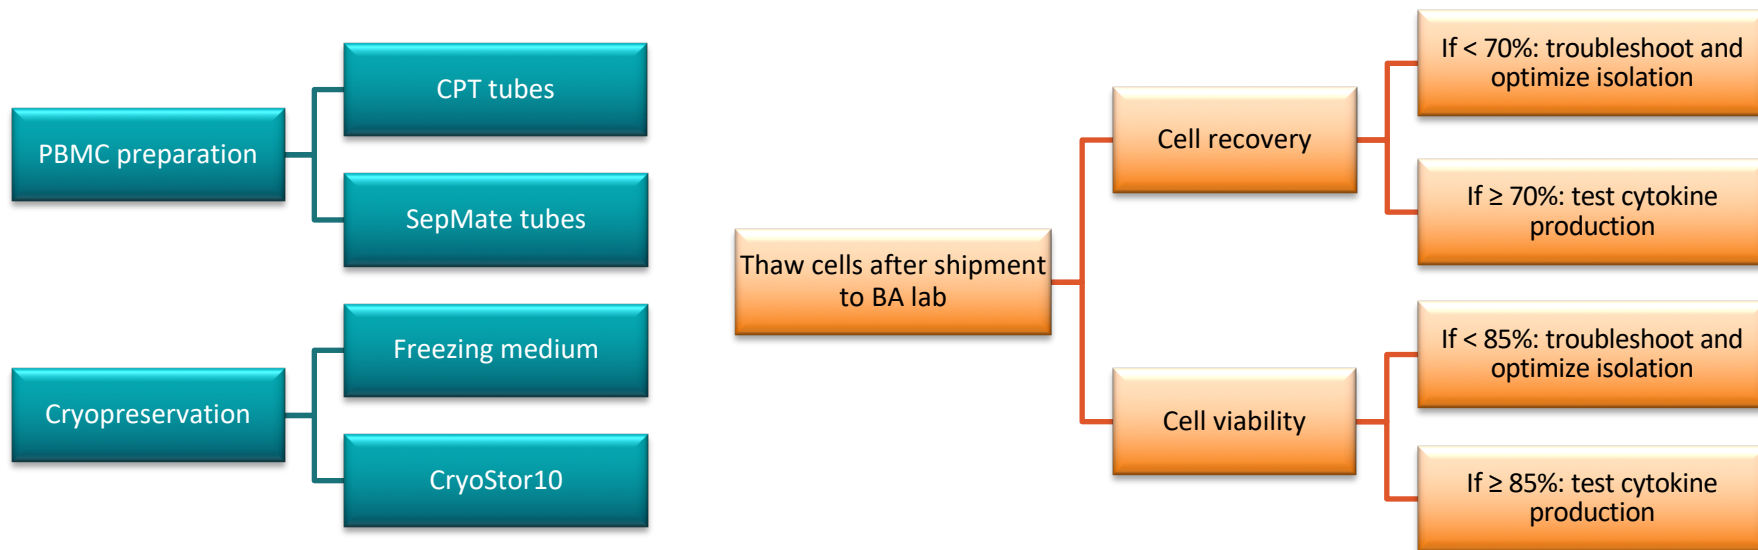 PBMC preparation
CPT tubes
SepMate tubes
Cryopreservation
Freezing medium
CryoStor10
Thaw cells after shipment
to BA lab
Cell recovery
If < 70%: troubleshoot and
optimize isolation
If ≥ 70%: test cytokine
production
Cell viability
If < 85%: troubleshoot and
optimize isolation
If ≥ 85%: test cytokine
production